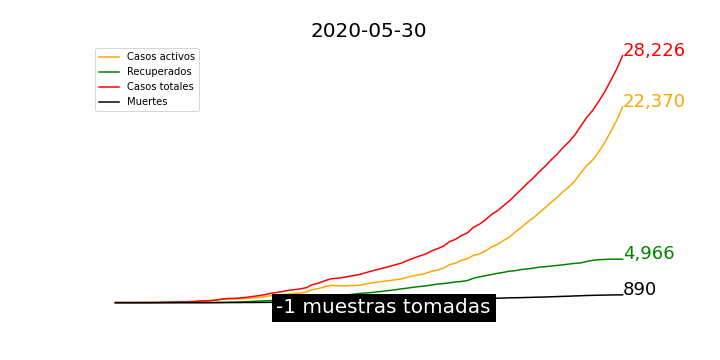 2020-05-30
Casos activos
Recuperados
Casos totales
Muertes
28,226
22,370
4,966
890
-1 muestras tomadas